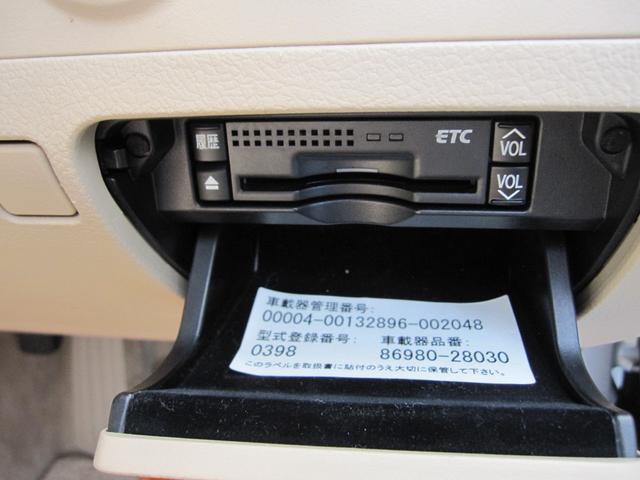 履歴
ETC
VOL
VOL
車載器管理番号:
00004-00132896-002048
型式登録番号: 車載器品番:
0398 86980-28030
このラベルを取扱書に貼付のうえ大切に保管して下さい。